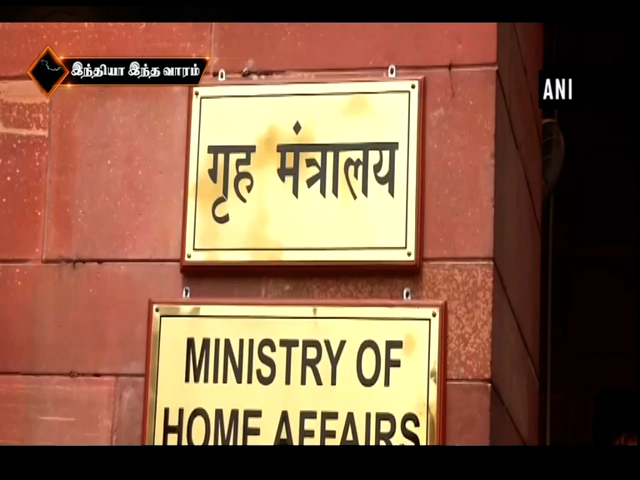 இந்தியா இந்த வாரம்
ANI
गृह मंत्रालय
MINISTRY OF
HOME AFFAIRS